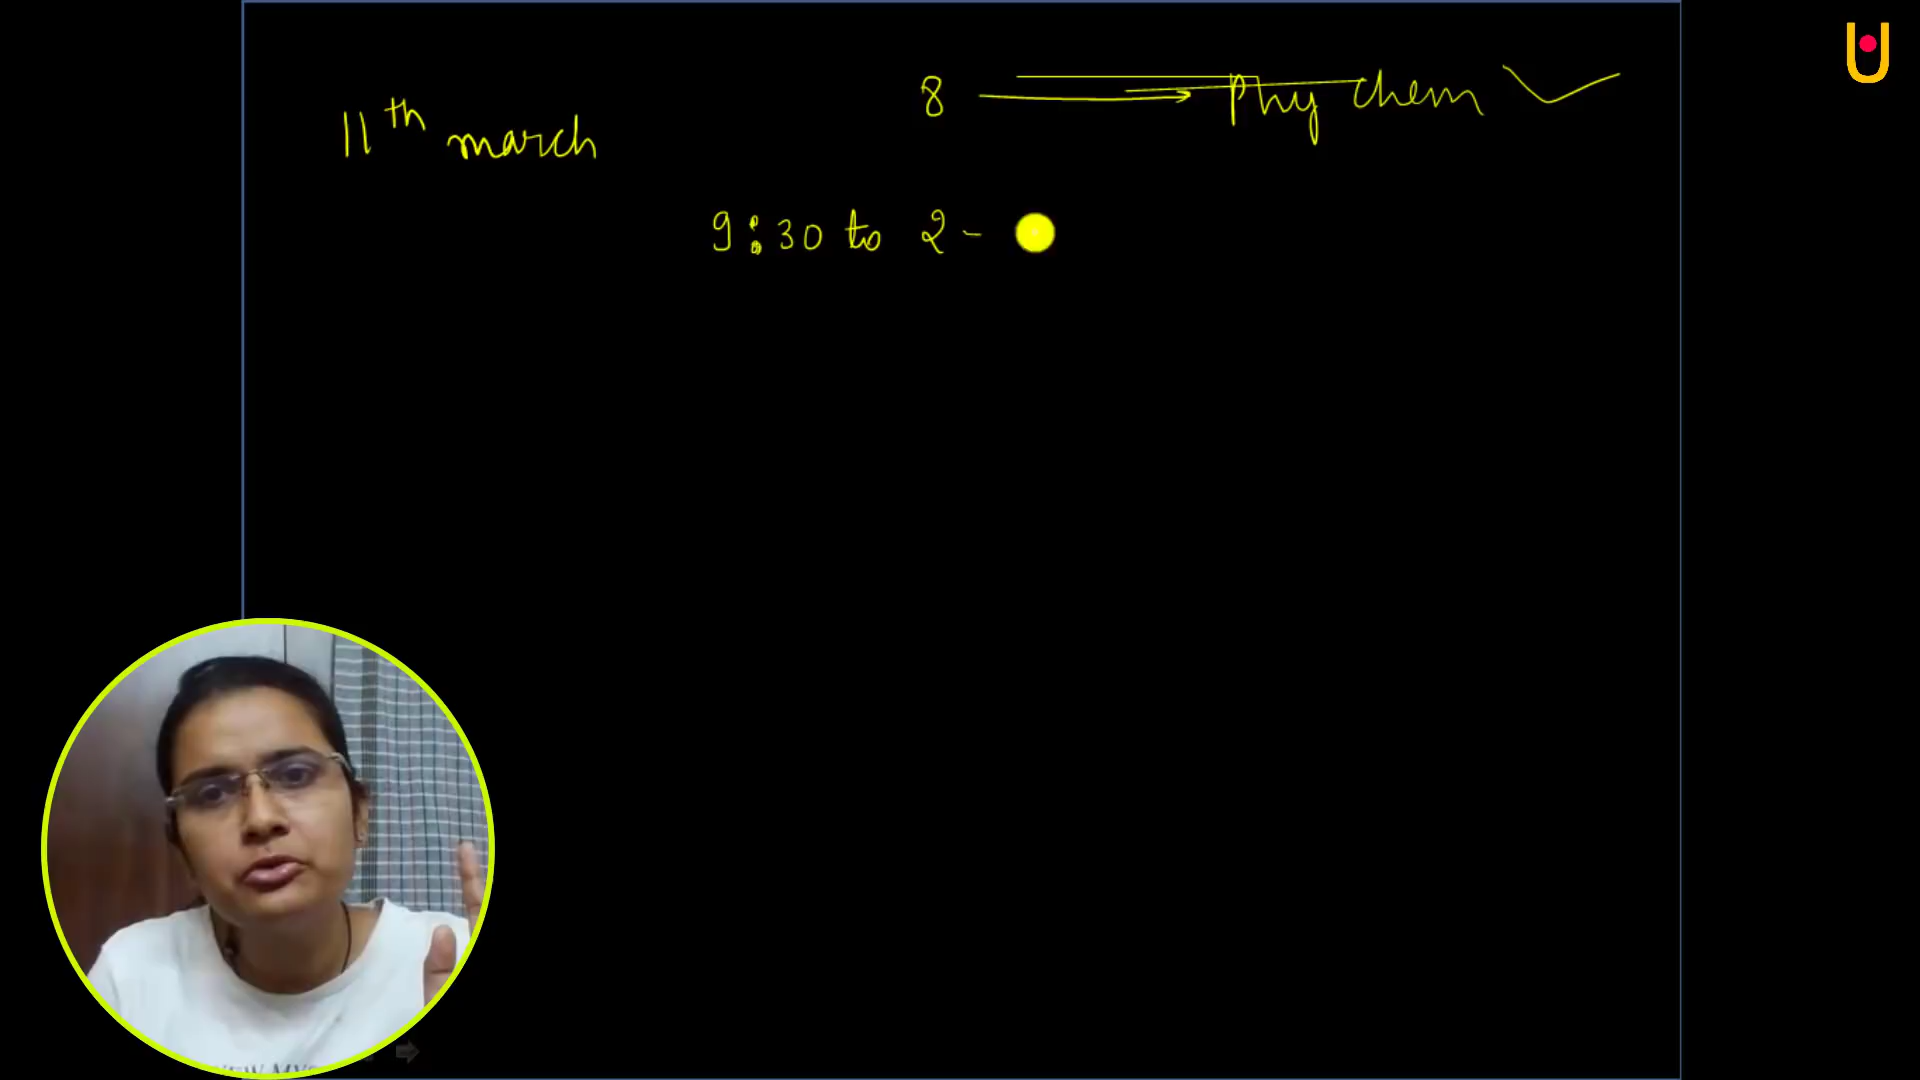 8 → Phy Chem
11th march
9:30 to 2 -